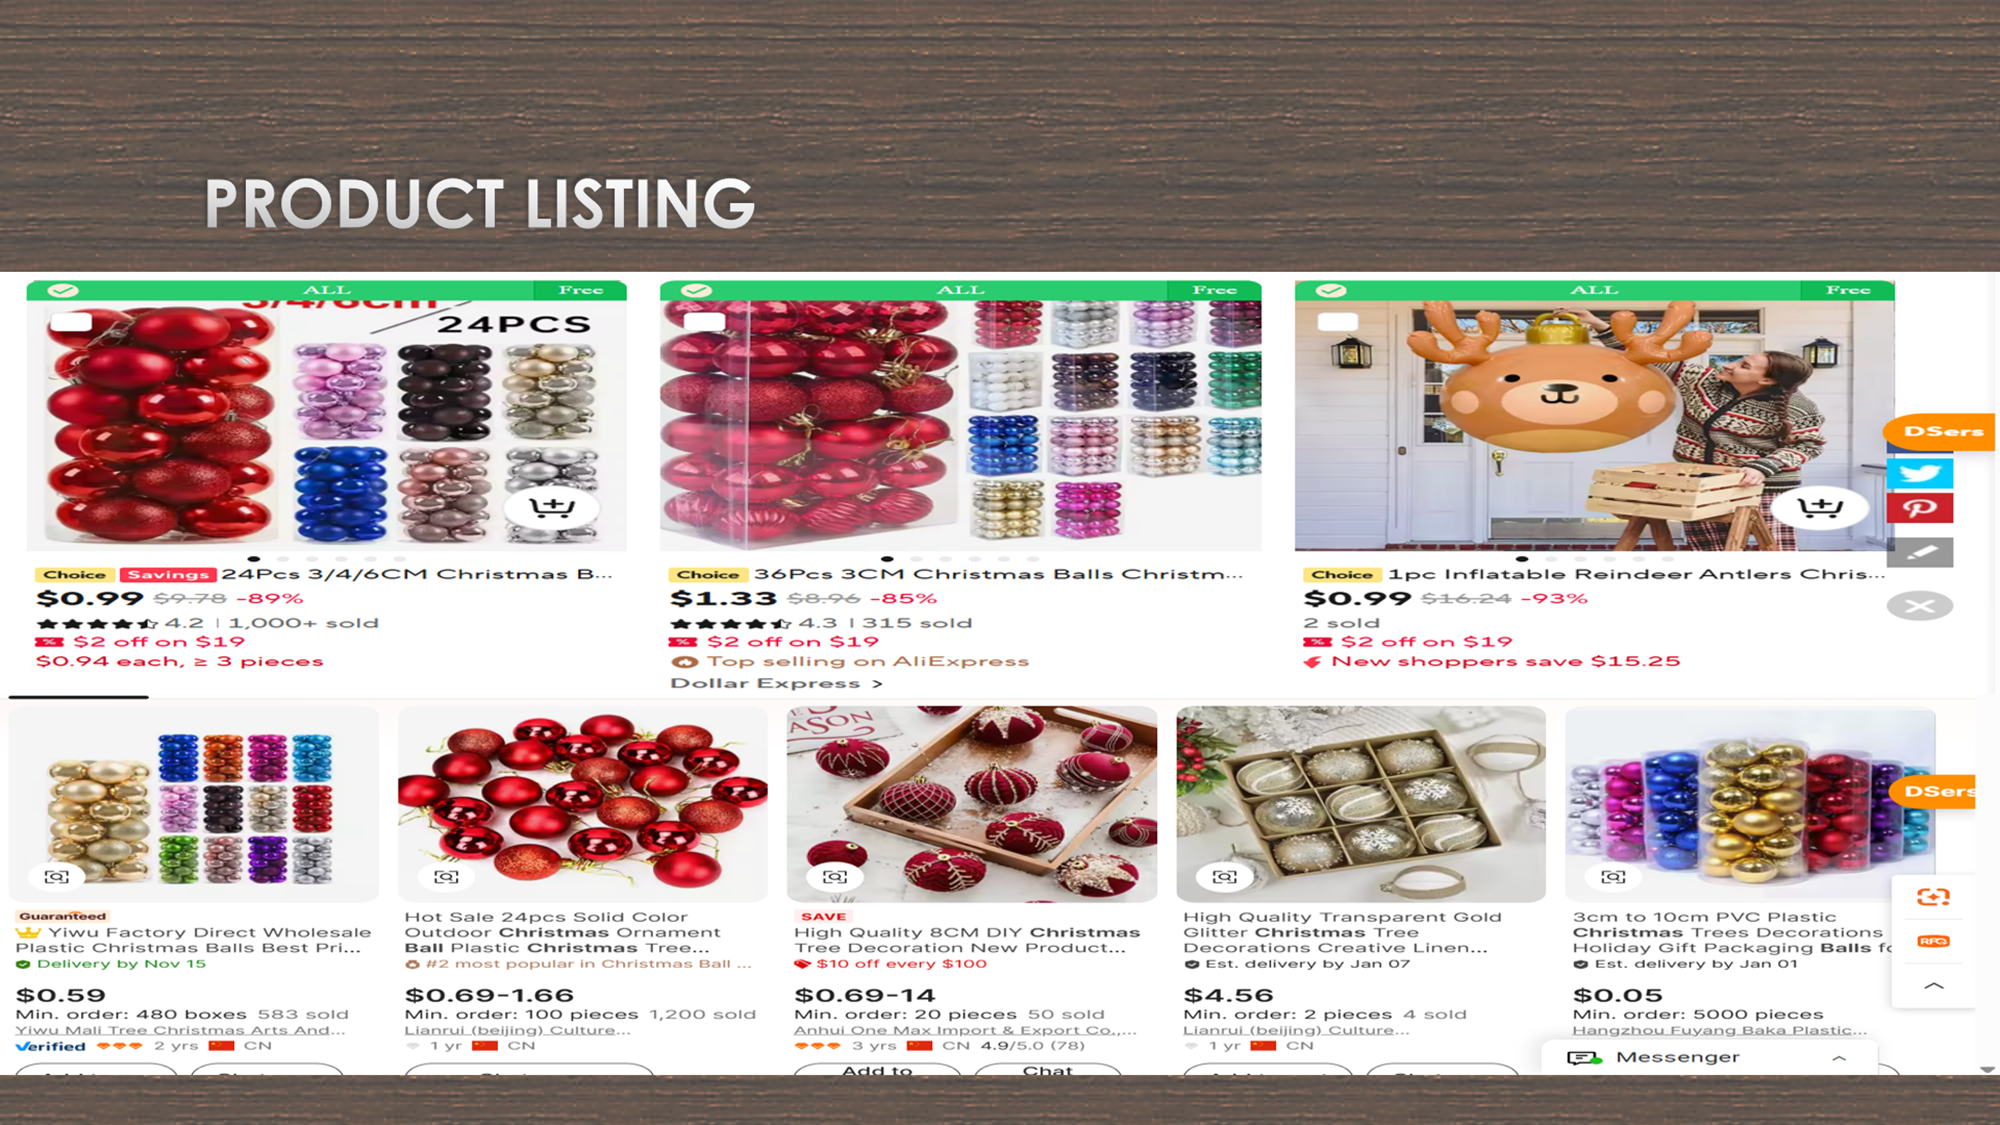 PRODUCT LISTING
ALL Free
ALL Free
ALL Free
3/4/6cm
24PCS
DSers
Choice Savings 24Pcs 3/4/6CM Christmas B...
$0.99 $9.78 -89%
4.2 | 1,000+ sold
$2 off on $19
$0.94 each, ≥ 3 pieces
Choice 36Pcs 3CM Christmas Balls Christm...
$1.33 $8.96 -85%
4.3 | 315 sold
$2 off on $19
Top selling on AliExpress
Dollar Express >
Choice 1pc Inflatable Reindeer Antlers Chris...
$0.99 $16.24 -93%
2 sold
$2 off on $19
New shoppers save $15.25
SEASON
DSers
Guaranteed
Yiwu Factory Direct Wholesale
Plastic Christmas Balls Best Pri...
Delivery by Nov 15
$0.59
Min. order: 480 boxes 583 sold
Yiwu Mali Tree Christmas Arts And...
Verified 2 yrs CN
Hot Sale 24pcs Solid Color
Outdoor Christmas Ornament
Ball Plastic Christmas Tree...
#2 most popular in Christmas Ball ...
$0.69-1.66
Min. order: 100 pieces 1,200 sold
Lianrui (beijing) Culture...
1 yr CN
SAVE
High Quality 8CM DIY Christmas
Tree Decoration New Product...
$10 off every $100
$0.69-14
Min. order: 20 pieces 50 sold
Anhui One Max Import & Export Co.,...
3 yrs CN 4.9/5.0 (78)
Add to Chat
High Quality Transparent Gold
Glitter Christmas Tree
Decorations Creative Linen...
Est. delivery by Jan 07
$4.56
Min. order: 2 pieces 4 sold
Lianrui (beijing) Culture...
1 yr CN
3cm to 10cm PVC Plastic
Christmas Trees Decorations
Holiday Gift Packaging Balls fo
Est. delivery by Jan 01
$0.05
Min. order: 5000 pieces
Hangzhou Fuyang Baka Plastic...
RFQ
Messenger